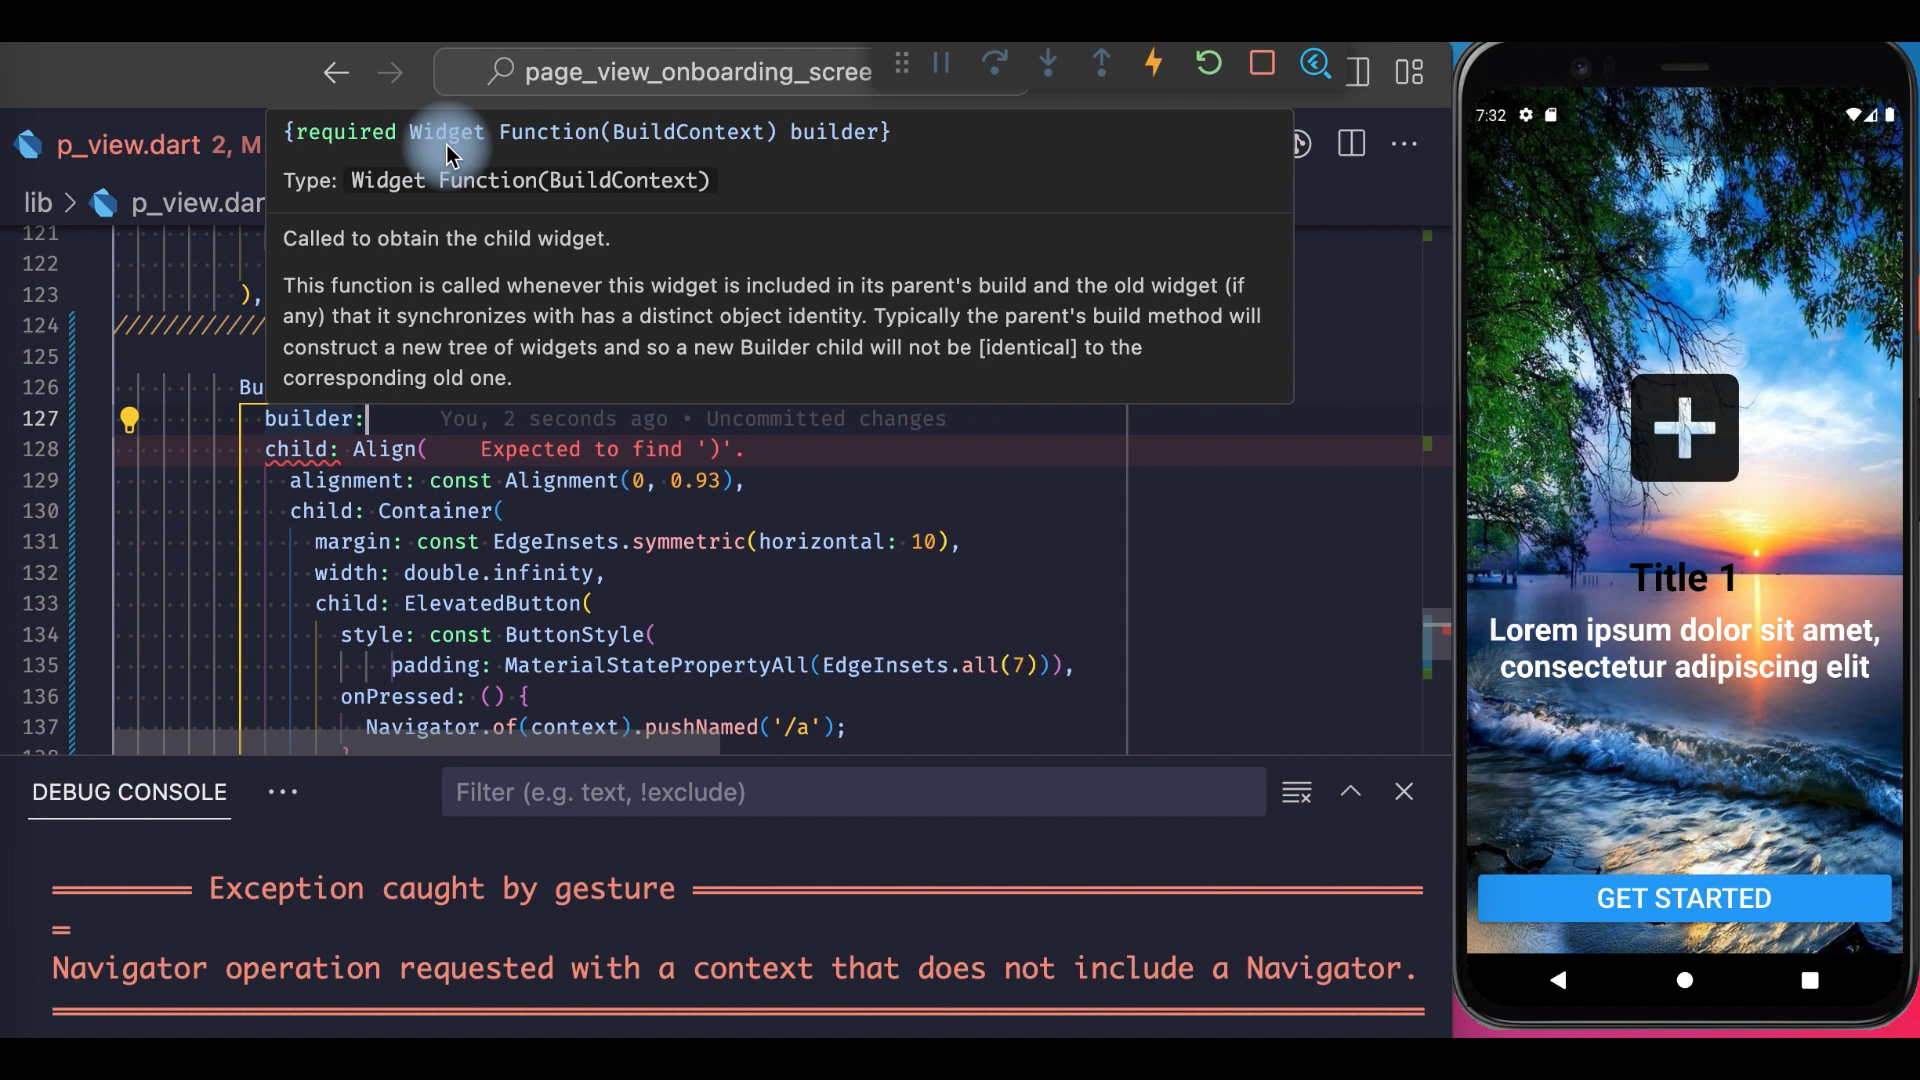 page_view_onboarding_scree
p_view.dart 2, M
lib > p_view.dar
{required Widget Function(BuildContext) builder}
Type: Widget Function(BuildContext)
Called to obtain the child widget.
This function is called whenever this widget is included in its parent's build and the old widget (if
any) that it synchronizes with has a distinct object identity. Typically the parent's build method will
construct a new tree of widgets and so a new Builder child will not be [identical] to the
corresponding old one.
121
122
123 ),
124 ////////////
125
126 Bu
127 builder: You, 2 seconds ago • Uncommitted changes
128 child: Align( Expected to find ')'.
129 alignment: const Alignment(0, 0.93),
130 child: Container(
131 margin: const EdgeInsets.symmetric(horizontal: 10),
132 width: double.infinity,
133 child: ElevatedButton(
134 style: const ButtonStyle(
135 padding: MaterialStatePropertyAll(EdgeInsets.all(7))),
136 onPressed: () {
137 Navigator.of(context).pushNamed('/a');
DEBUG CONSOLE
Filter (e.g. text, !exclude)
════════ Exception caught by gesture ══════════════════════════════════════════
═
Navigator operation requested with a context that does not include a Navigator.
════════════════════════════════════════════════════════════════════════════════
7:32
Title 1
Lorem ipsum dolor sit amet,
consectetur adipiscing elit
GET STARTED